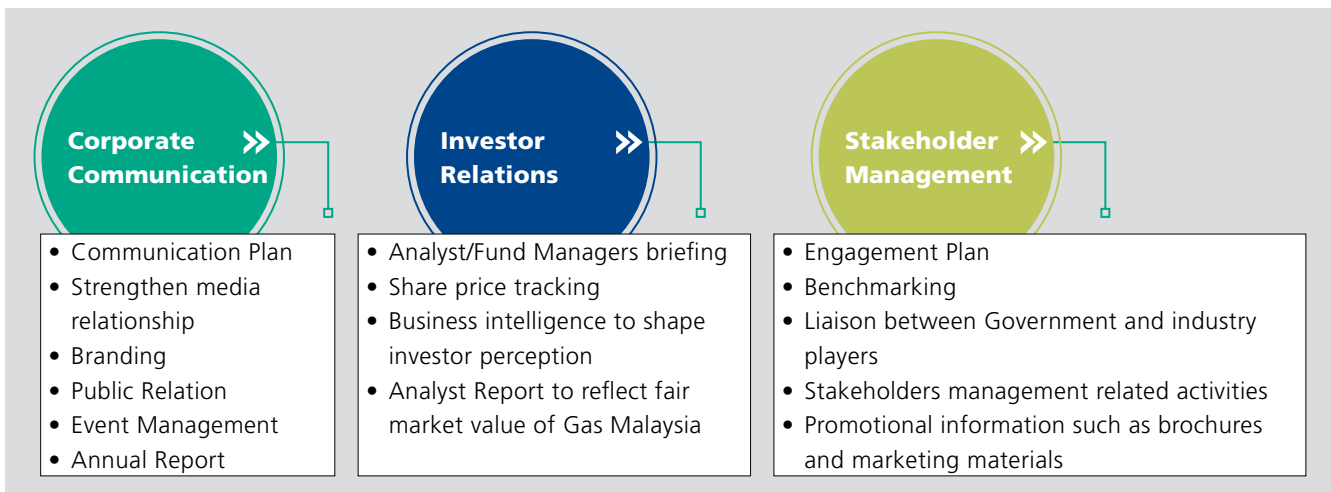 Corporate
Communication
• Communication Plan
• Strengthen media
relationship
• Branding
• Public Relation
• Event Management
• Annual Report
Investor
Relations
• Analyst/Fund Managers briefing
• Share price tracking
• Business intelligence to shape
investor perception
• Analyst Report to reflect fair
market value of Gas Malaysia
Stakeholder
Management
• Engagement Plan
• Benchmarking
• Liaison between Government and industry
players
• Stakeholders management related activities
• Promotional information such as brochures
and marketing materials